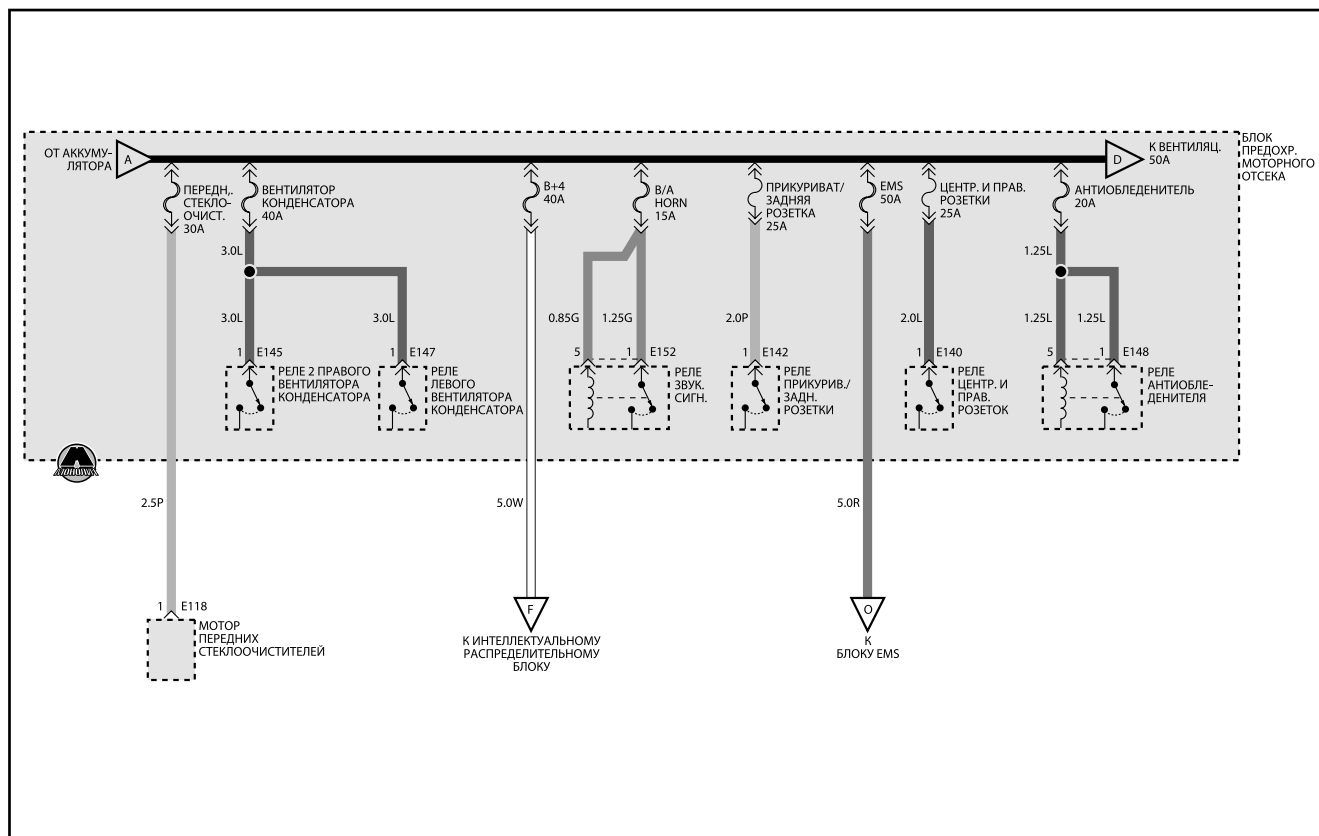 БЛОК
ПРЕДОХР.
МОТОРНОГО
ОТСЕКА
ОТ АККУМУ-
ЛЯТОРА
A
D
К ВЕНТИЛЯЦ.
50A
ПЕРЕДН,.
СТЕКЛО-
ОЧИСТ.
30A
ВЕНТИЛЯТОР
КОНДЕНСАТОРА
40A
B+4
40A
B/A
HORN
15A
ПРИКУРИВАТ/
ЗАДНЯЯ
РОЗЕТКА
25A
EMS
50A
ЦЕНТР. И ПРАВ.
РОЗЕТКИ
25A
АНТИОБЛЕДЕНИТЕЛЬ
20A
3.0L
1.25L
3.0L
3.0L
0.85G
1.25G
2.0P
2.0L
1.25L
1.25L
1 E145
1 E147
5
1 E152
1 E142
1 E140
5
1 E148
РЕЛЕ 2 ПРАВОГО
ВЕНТИЛЯТОРА
КОНДЕНСАТОРА
РЕЛЕ
ЛЕВОГО
ВЕНТИЛЯТОРА
КОНДЕНСАТОРА
РЕЛЕ
ЗВУК.
СИГН.
РЕЛЕ
ПРИКУРИВ./
ЗАДН.
РОЗЕТКИ
РЕЛЕ
ЦЕНТР. И
ПРАВ.
РОЗЕТОК
РЕЛЕ
АНТИОБЛЕ-
ДЕНИТЕЛЯ
2.5P
5.0W
5.0R
1 E118
МОТОР
ПЕРЕДНИХ
СТЕКЛООЧИСТИТЕЛЕЙ
F
К ИНТЕЛЛЕКТУАЛЬНОМУ
РАСПРЕДЕЛИТЕЛЬНОМУ
БЛОКУ
O
К
БЛОКУ EMS